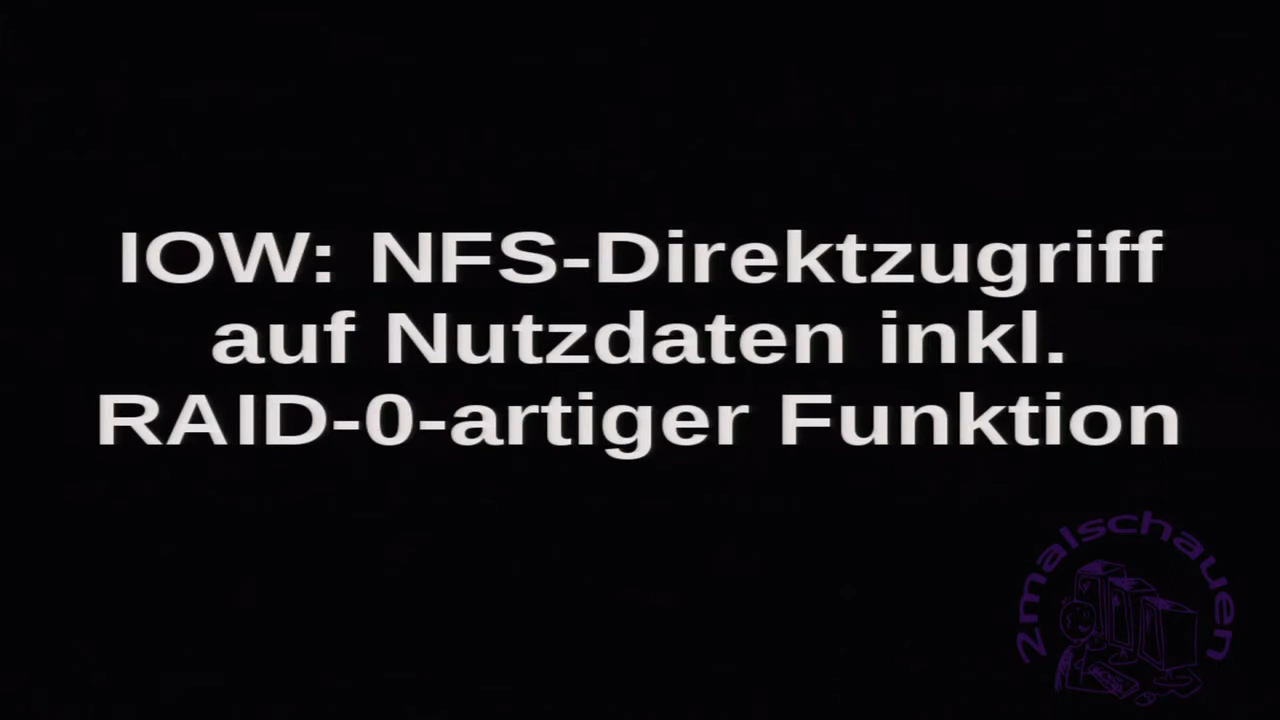 IOW: NFS-Direktzugriff
auf Nutzdaten inkl.
RAID-0-artiger Funktion
2malschauen